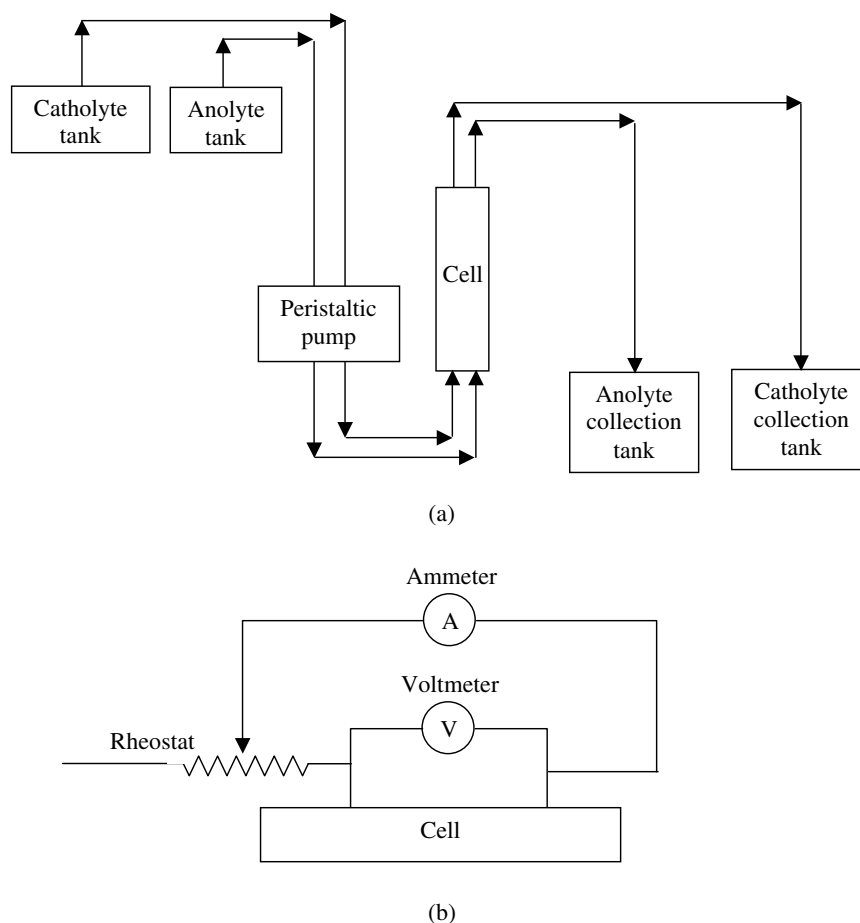 Catholyte
tank
Anolyte
tank
Cell
Peristaltic
pump
Anolyte
collection
tank
Catholyte
collection
tank
(a)
Ammeter
A
Voltmeter
V
Rheostat
Cell
(b)